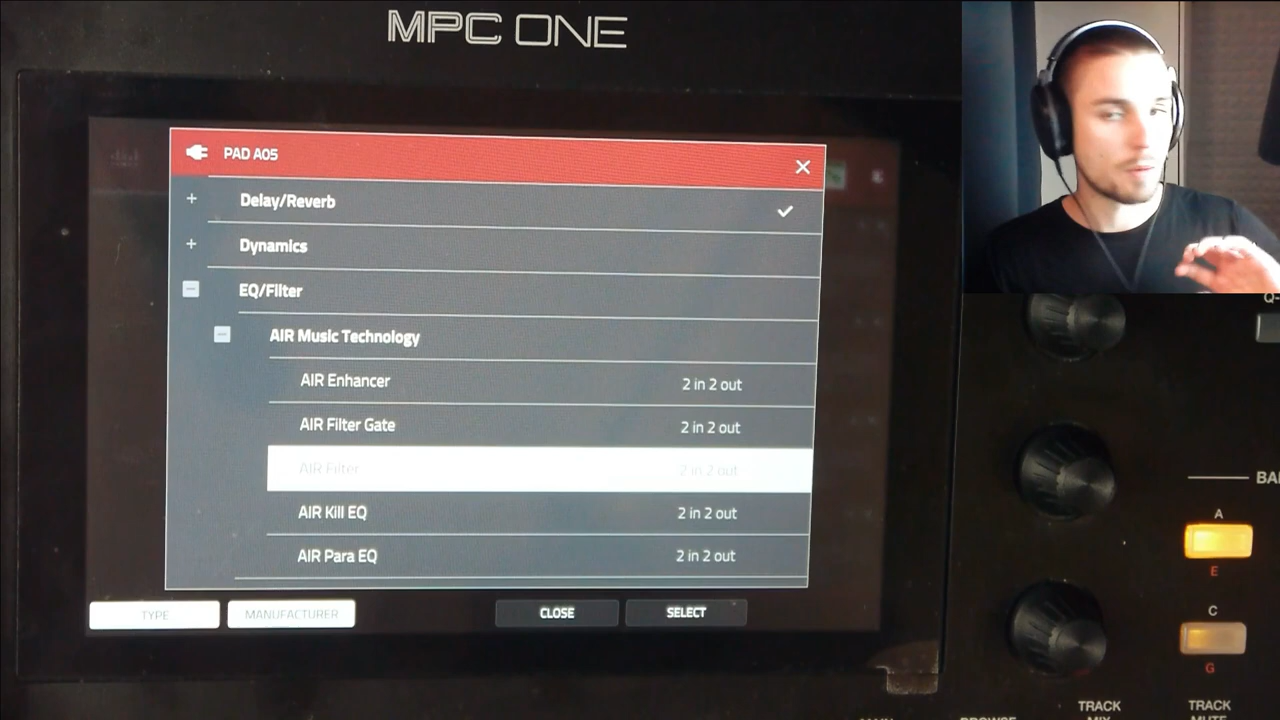 MPC ONE
PAD A05
Delay/Reverb
Dynamics
EQ/Filter
AIR Music Technology
AIR Enhancer 2 in 2 out
AIR Filter Gate 2 in 2 out
AIR Filter 2 in 2 out
AIR Kill EQ 2 in 2 out
AIR Para EQ 2 in 2 out
TYPE MANUFACTURER CLOSE SELECT
A
E
C
G
TRACK
MIX
TRACK
MUTE